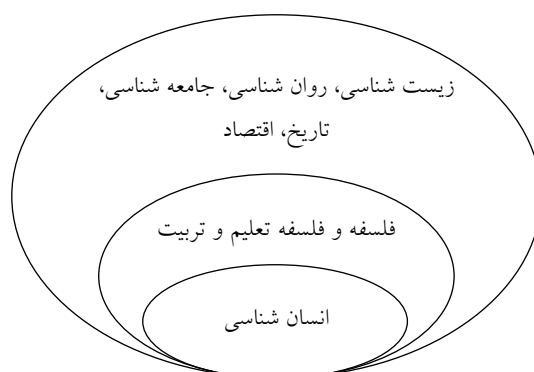 زیست شناسی، روان شناسی، جامعه شناسی،
تاریخ، اقتصاد
فلسفه و فلسفه تعلیم و تربیت
انسان شناسی